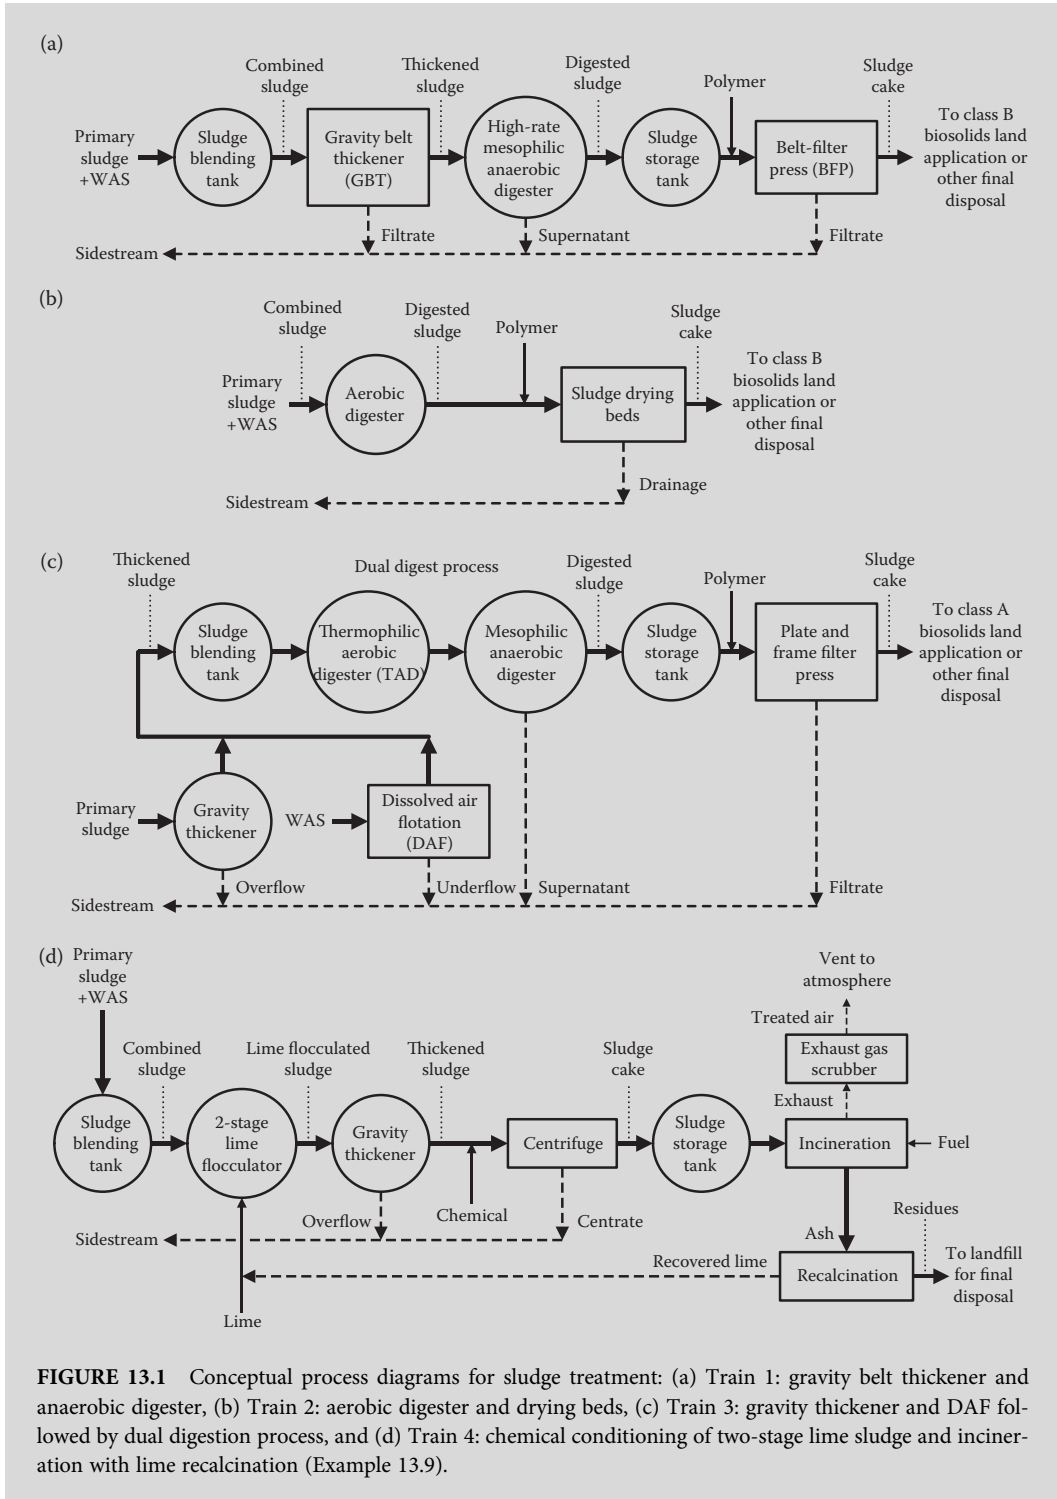 (a)
Combined
sludge
Thickened
sludge
Digested
sludge
Polymer
Sludge
cake
Primary
sludge
+WAS
Sludge
blending
tank
Gravity belt
thickener
(GBT)
High-rate
mesophilic
anaerobic
digester
Sludge
storage
tank
Belt-filter
press (BFP)
To class B
biosolids land
application or
other final
disposal
Filtrate
Supernatant
Filtrate
Sidestream
(b)
Combined
sludge
Digested
sludge
Polymer
Sludge
cake
Primary
sludge
+WAS
Aerobic
digester
Sludge drying
beds
To class B
biosolids land
application or
other final
disposal
Drainage
Sidestream
(c)
Thickened
sludge
Dual digest process
Digested
sludge
Polymer
Sludge
cake
Sludge
blending
tank
Thermophilic
aerobic
digester (TAD)
Mesophilic
anaerobic
digester
Sludge
storage
tank
Plate and
frame filter
press
To class A
biosolids land
application or
other final
disposal
Primary
sludge
Gravity
thickener
WAS
Dissolved air
flotation
(DAF)
Overflow
Underflow
Supernatant
Filtrate
Sidestream
(d)
Primary
sludge
+WAS
Vent to
atmosphere
Treated air
Exhaust gas
scrubber
Exhaust
Combined
sludge
Lime flocculated
sludge
Thickened
sludge
Sludge
cake
Sludge
blending
tank
2-stage
lime
flocculator
Gravity
thickener
Centrifuge
Sludge
storage
tank
Incineration
Fuel
Overflow
Chemical
Centrate
Sidestream
Ash
Residues
Recovered lime
Recalcination
To landfill
for final
disposal
Lime
FIGURE 13.1 Conceptual process diagrams for sludge treatment: (a) Train 1: gravity belt thickener and
anaerobic digester, (b) Train 2: aerobic digester and drying beds, (c) Train 3: gravity thickener and DAF fol-
lowed by dual digestion process, and (d) Train 4: chemical conditioning of two-stage lime sludge and inciner-
ation with lime recalcination (Example 13.9).